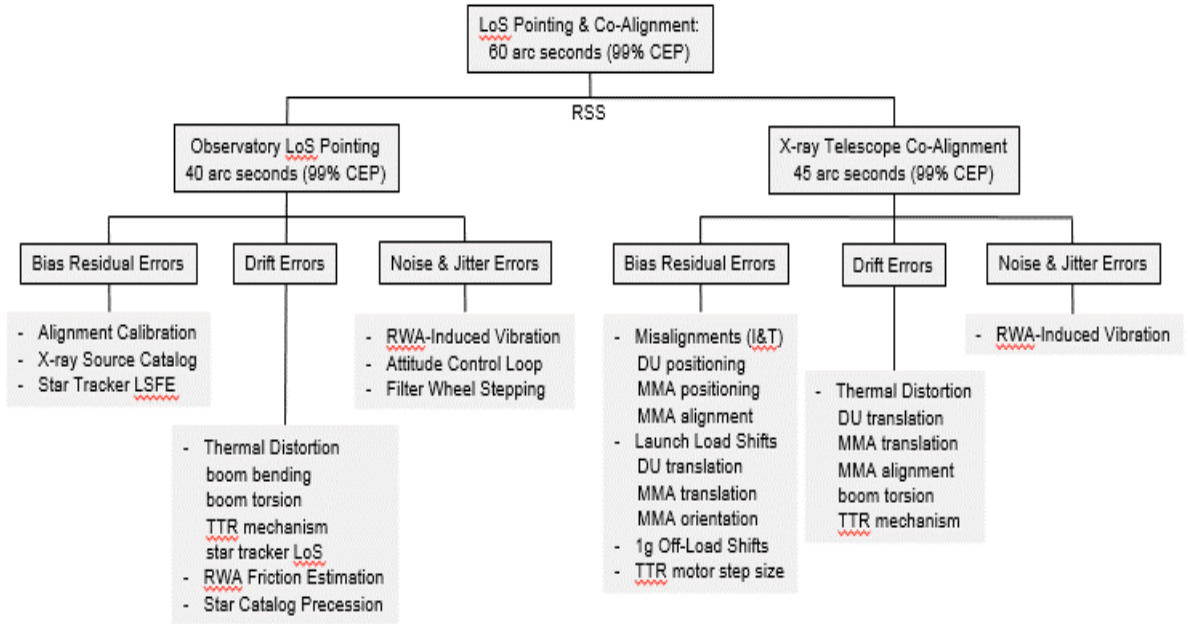 LoS Pointing & Co-Alignment:
60 arc seconds (99% CEP)
RSS
Observatory LoS Pointing
40 arc seconds (99% CEP)
X-ray Telescope Co-Alignment
45 arc seconds (99% CEP)
Bias Residual Errors
Drift Errors
Noise & Jitter Errors
Bias Residual Errors
Drift Errors
Noise & Jitter Errors
- Alignment Calibration
- X-ray Source Catalog
- Star Tracker LSFE
- Thermal Distortion
boom bending
boom torsion
TTR mechanism
star tracker LoS
- RWA Friction Estimation
- Star Catalog Precession
- RWA-Induced Vibration
- Attitude Control Loop
- Filter Wheel Stepping
- Misalignments (I&T)
DU positioning
MMA positioning
MMA alignment
- Launch Load Shifts
DU translation
MMA translation
MMA orientation
- 1g Off-Load Shifts
- TTR motor step size
- Thermal Distortion
DU translation
MMA translation
MMA alignment
boom torsion
TTR mechanism
- RWA-Induced Vibration